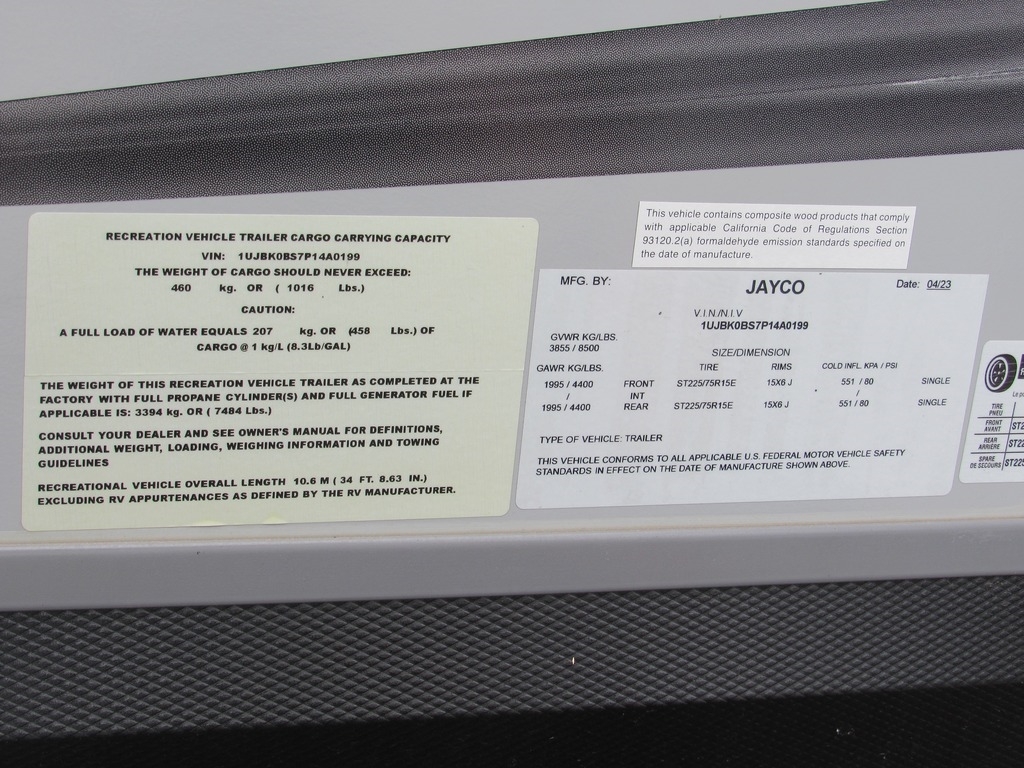 RECREATION VEHICLE TRAILER CARGO CARRYING CAPACITY
VIN: 1UJBK0BS7P14A0199
THE WEIGHT OF CARGO SHOULD NEVER EXCEED:
460 kg. OR ( 1016 Lbs.)
CAUTION:
A FULL LOAD OF WATER EQUALS 207 kg. OR (458 Lbs.) OF
CARGO @ 1 kg/L (8.3Lb/GAL)
THE WEIGHT OF THIS RECREATION VEHICLE TRAILER AS COMPLETED AT THE
FACTORY WITH FULL PROPANE CYLINDER(S) AND FULL GENERATOR FUEL IF
APPLICABLE IS: 3394 kg. OR ( 7484 Lbs.)
CONSULT YOUR DEALER AND SEE OWNER'S MANUAL FOR DEFINITIONS,
ADDITIONAL WEIGHT, LOADING, WEIGHING INFORMATION AND TOWING
GUIDELINES
RECREATIONAL VEHICLE OVERALL LENGTH 10.6 M ( 34 FT. 8.63 IN.)
EXCLUDING RV APPURTENANCES AS DEFINED BY THE RV MANUFACTURER.
This vehicle contains composite wood products that comply
with applicable California Code of Regulations Section
93120.2(a) formaldehyde emission standards specified on
the date of manufacture.
MFG. BY: JAYCO Date: 04/23
V.I.N./N.I.V
1UJBK0BS7P14A0199
GVWR KG/LBS.
3855 / 8500
SIZE/DIMENSION
GAWR KG/LBS. TIRE RIMS COLD INFL. KPA / PSI
1995 / 4400 FRONT ST225/75R15E 15X6 J 551 / 80 SINGLE
/ INT
1995 / 4400 REAR ST225/75R15E 15X6 J 551 / 80 SINGLE
TYPE OF VEHICLE: TRAILER
THIS VEHICLE CONFORMS TO ALL APPLICABLE U.S. FEDERAL MOTOR VEHICLE SAFETY
STANDARDS IN EFFECT ON THE DATE OF MANUFACTURE SHOWN ABOVE.
TIRE
PNEU
FRONT
AVANT
REAR
ARRIERE
SPARE
DE SECOURS